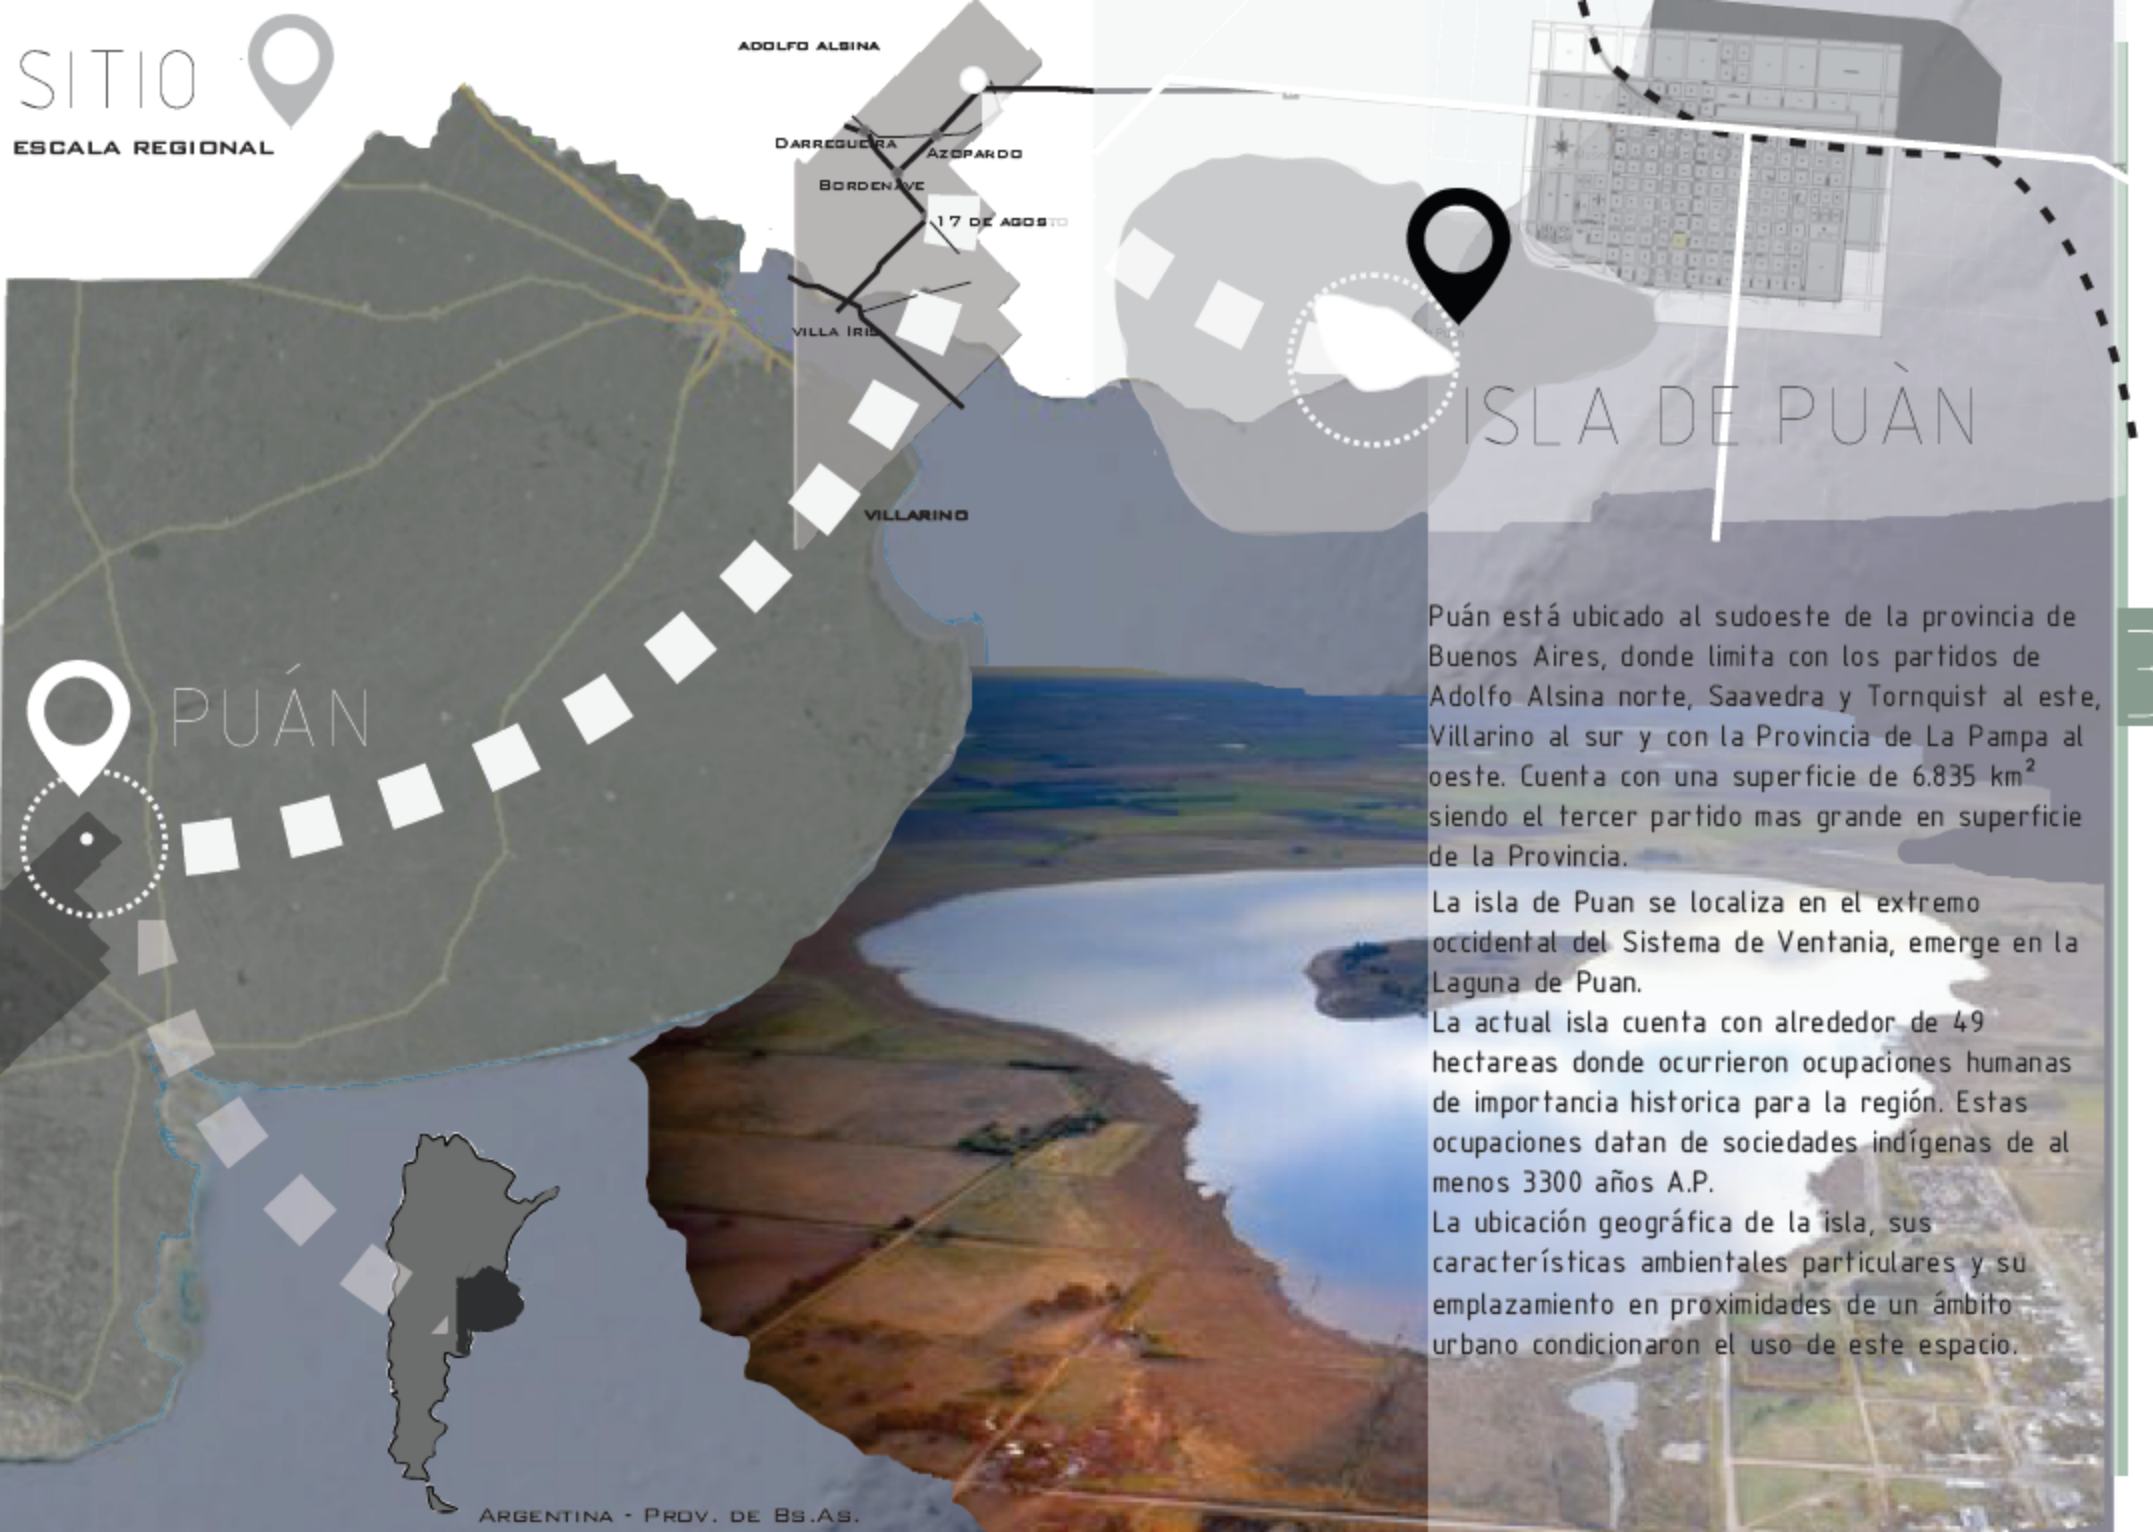 SITIO
ESCALA REGIONAL
ADOLFO ALSINA
DARREGUEIRA
AZOPARDO
BORDENAVE
17 DE AGOSTO
VILLA IRIS
VILLARINO
ISLA DE PUÀN
PUÁN
Puán está ubicado al sudoeste de la provincia de
Buenos Aires, donde limita con los partidos de
Adolfo Alsina norte, Saavedra y Tornquist al este,
Villarino al sur y con la Provincia de La Pampa al
oeste. Cuenta con una superficie de 6.835 km²
siendo el tercer partido mas grande en superficie
de la Provincia.
La isla de Puan se localiza en el extremo
occidental del Sistema de Ventania, emerge en la
Laguna de Puan.
La actual isla cuenta con alrededor de 49
hectareas donde ocurrieron ocupaciones humanas
de importancia historica para la región. Estas
ocupaciones datan de sociedades indígenas de al
menos 3300 años A.P.
La ubicación geográfica de la isla, sus
características ambientales particulares y su
emplazamiento en proximidades de un ámbito
urbano condicionaron el uso de este espacio.
ARGENTINA - PROV. DE BS.AS.